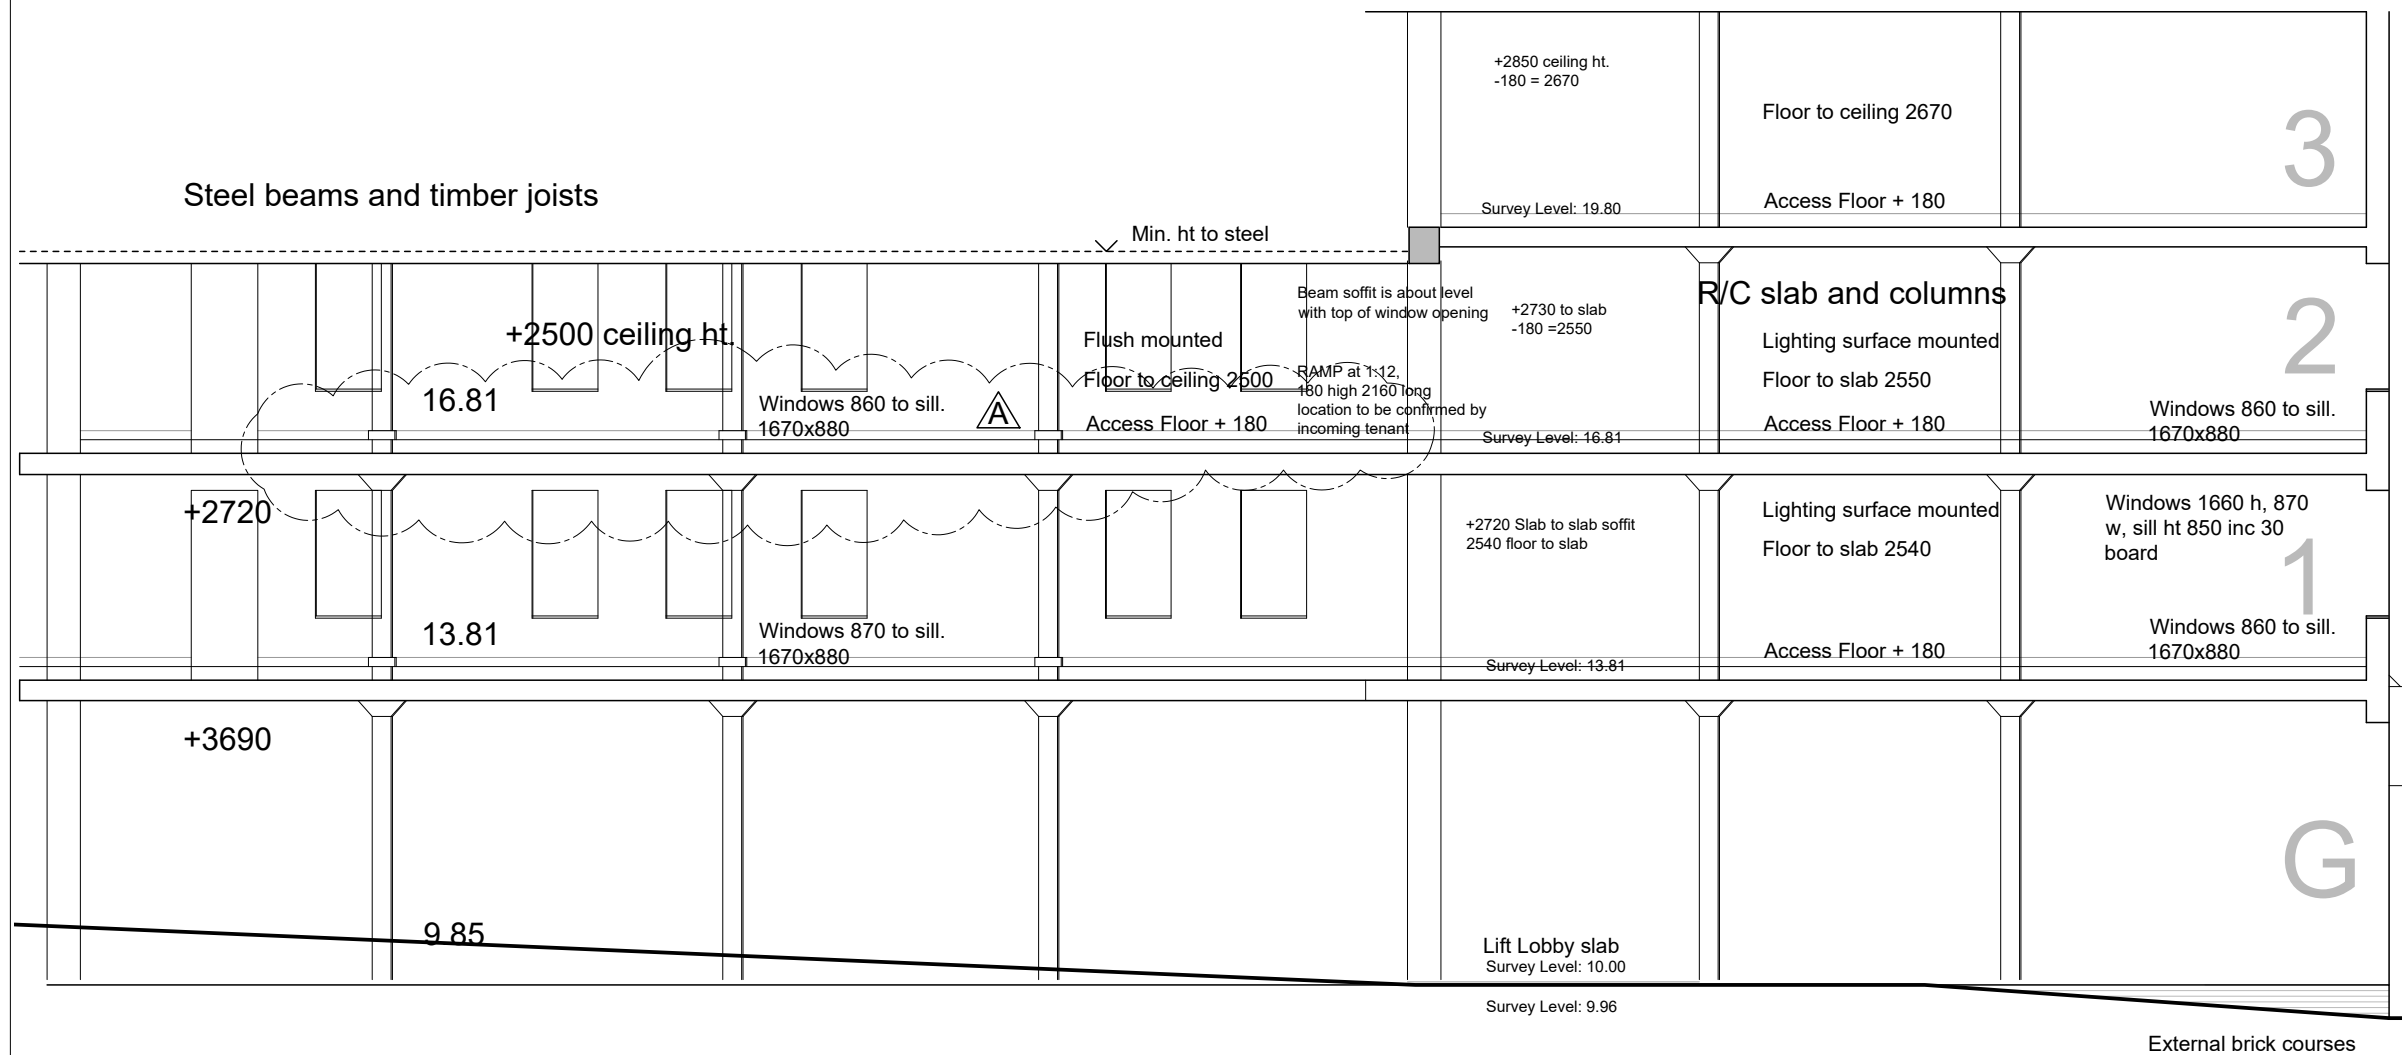 +2850 ceiling ht.
-180 = 2670
Floor to ceiling 2670
3
Steel beams and timber joists
Access Floor + 180
Survey Level: 19.80
Min. ht to steel
Beam soffit is about level
with top of window opening
R/C slab and columns
+2730 to slab
-180 =2550
2
+2500 ceiling ht.
Flush mounted
Lighting surface mounted
Floor to ceiling 2500
RAMP at 1:12,
180 high 2160 long
location to be confirmed by
incoming tenant
Floor to slab 2550
16.81
Windows 860 to sill.
1670x880
A
Access Floor + 180
Survey Level: 16.81
Access Floor + 180
Windows 860 to sill.
1670x880
+2720
+2720 Slab to slab soffit
2540 floor to slab
Lighting surface mounted
Floor to slab 2540
Windows 1660 h, 870
w, sill ht 850 inc 30
board
1
13.81
Windows 870 to sill.
1670x880
Survey Level: 13.81
Access Floor + 180
Windows 860 to sill.
1670x880
+3690
G
9.85
Lift Lobby slab
Survey Level: 10.00
Survey Level: 9.96
External brick courses